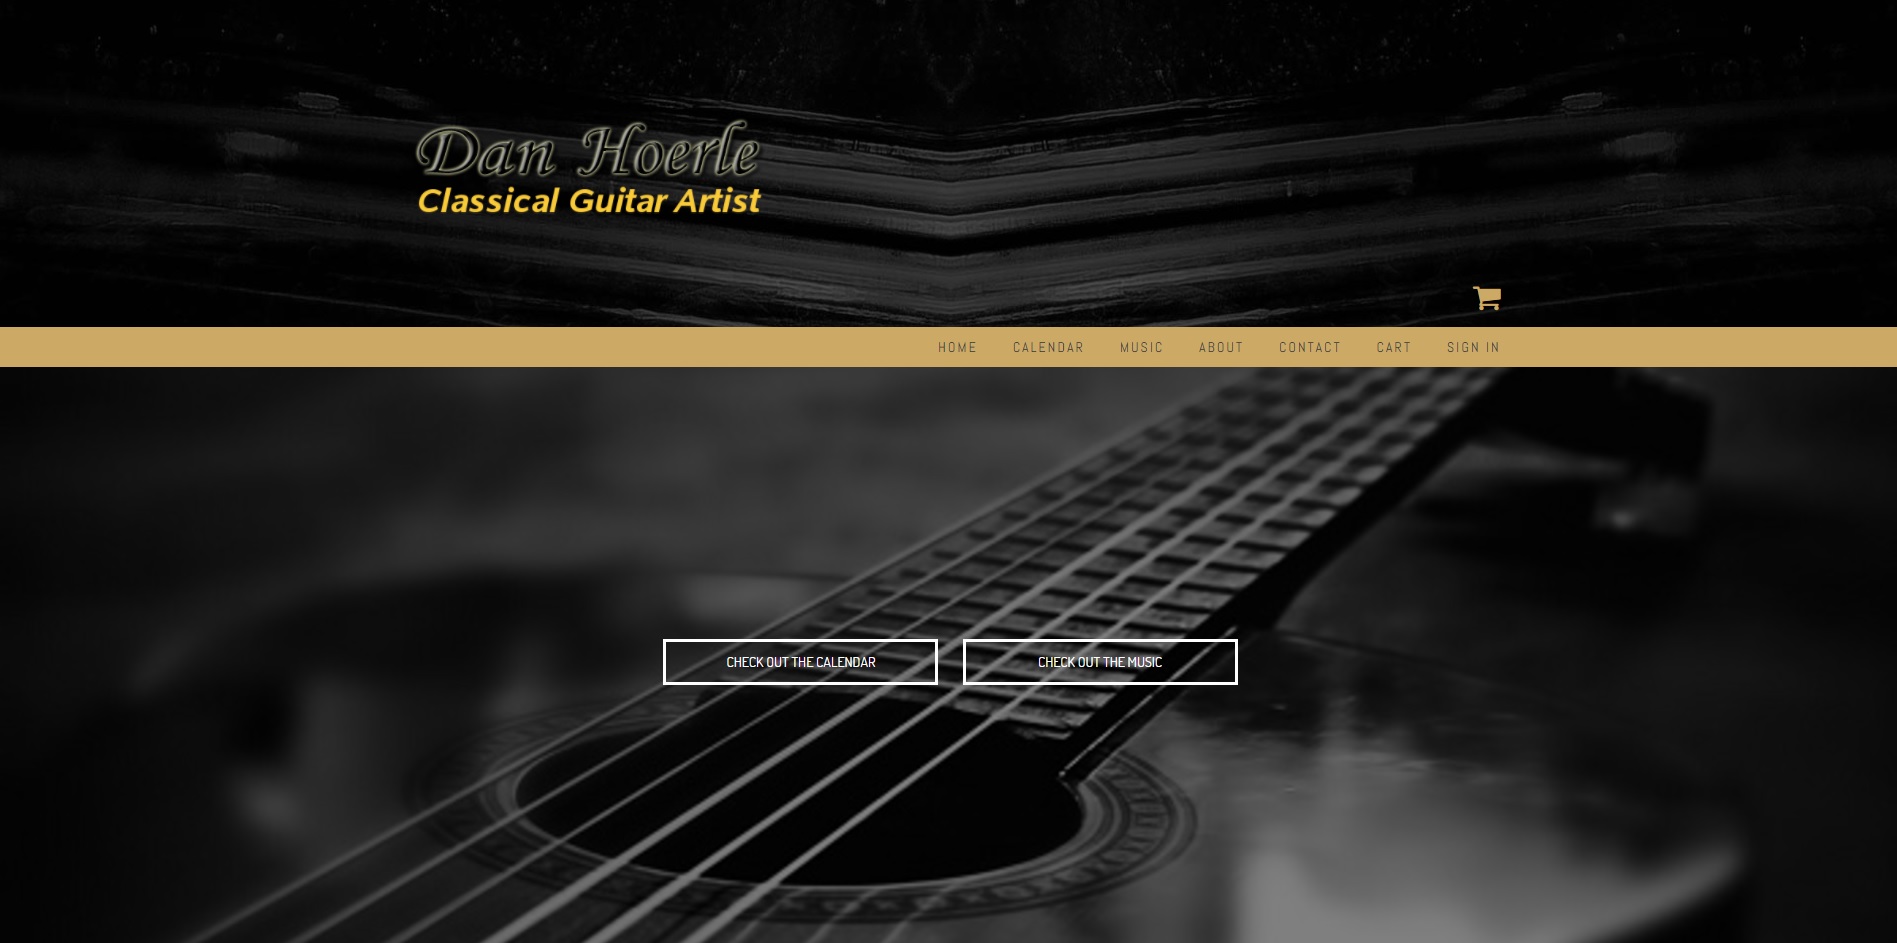 Dan Hoerle
Classical Guitar Artist
HOME CALENDAR MUSIC ABOUT CONTACT CART SIGN IN
CHECK OUT THE CALENDAR CHECK OUT THE MUSIC